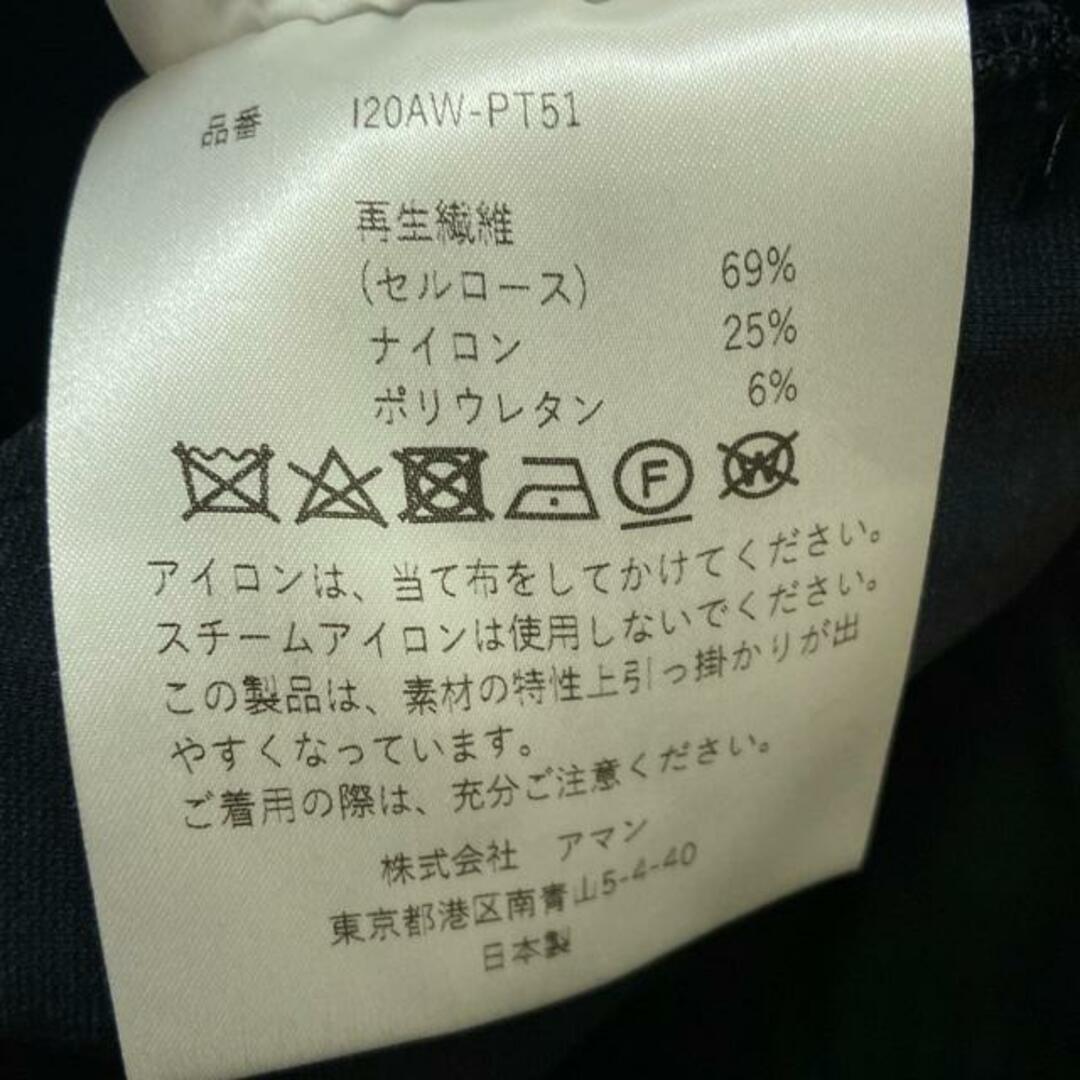 品番 I20AW-PT51
再生繊維
(セルロース) 69%
ナイロン 25%
ポリウレタン 6%
F
W
アイロンは、当て布をしてかけてください。
スチームアイロンは使用しないでください。
この製品は、素材の特性上引っ掛かりが出
やすくなっています。
ご着用の際は、充分ご注意ください。
株式会社 アマン
東京都港区南青山5-4-40
日本製